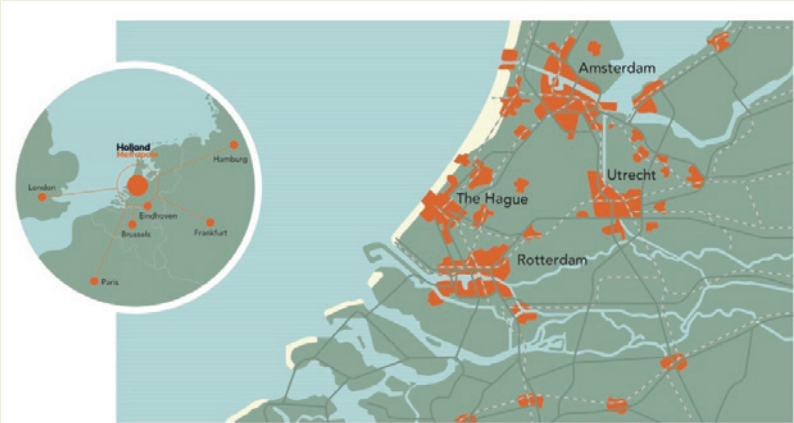 Amsterdam
Utrecht
The Hague
Rotterdam
Holland
Metropole
Hamburg
London
Eindhoven
Brussels
Frankfurt
Paris